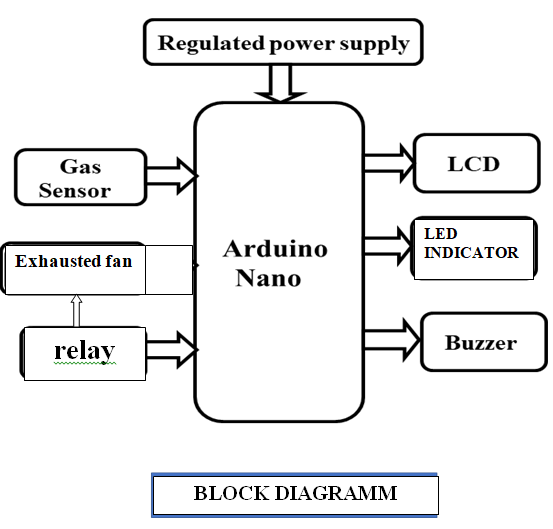 Regulated power supply
Gas
Sensor
LCD
Exhausted fan
Arduino
Nano
LED
INDICATOR
relay
Buzzer
BLOCK DIAGRAMM